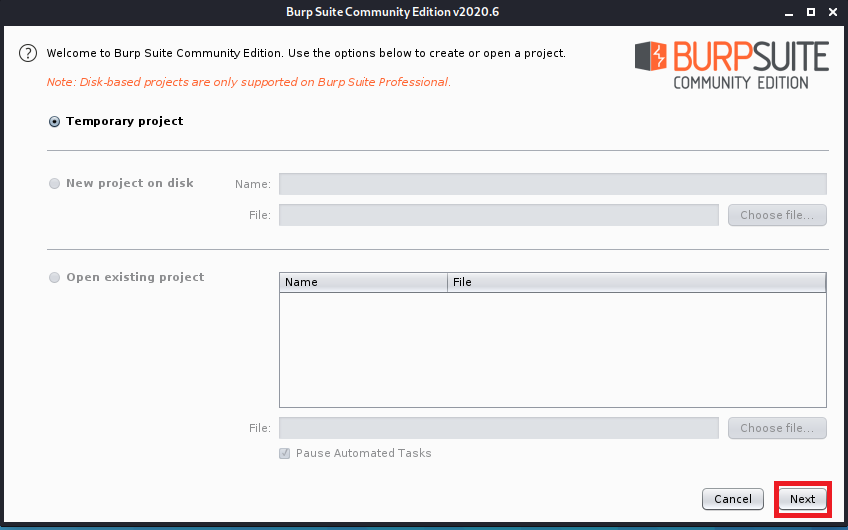 Burp Suite Community Edition v2020.6
? Welcome to Burp Suite Community Edition. Use the options below to create or open a project.
BURPSUITE
COMMUNITY EDITION
Note: Disk-based projects are only supported on Burp Suite Professional.
Temporary project
New project on disk Name:
File: Choose file...
Open existing project
Name File
File: Choose file...
Pause Automated Tasks
Cancel Next